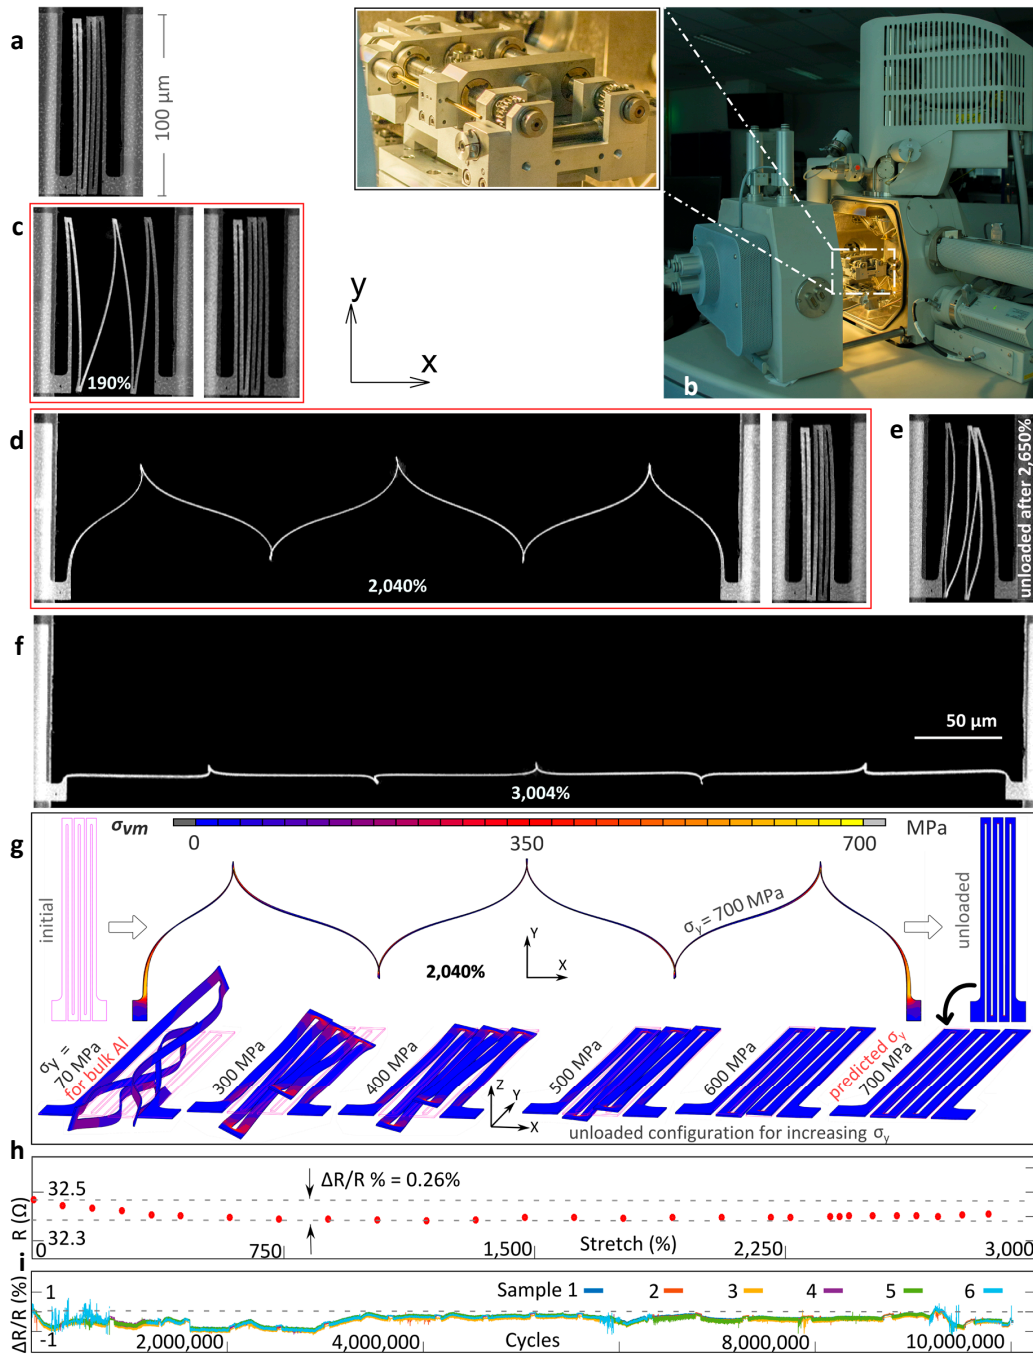 a
100 µm
b
c
190%
y
x
d
2,040%
e
unloaded after 2,650%
f
50 µm
3,004%
g
σvm
0
350
700
MPa
initial
σy = 700 MPa
2,040%
Y
X
unloaded
σy =
70 MPa
for bulk Al
300 MPa
400 MPa
Z
Y
X
500 MPa
600 MPa
predicted σy
700 MPa
unloaded configuration for increasing σy
h
R (Ω)
32.5
32.3
ΔR/R % = 0.26%
0
750
1,500
Stretch (%)
2,250
3,000
i
ΔR/R (%)
1
-1
Sample 1
2
3
4
5
6
2,000,000
4,000,000
Cycles
8,000,000
10,000,000